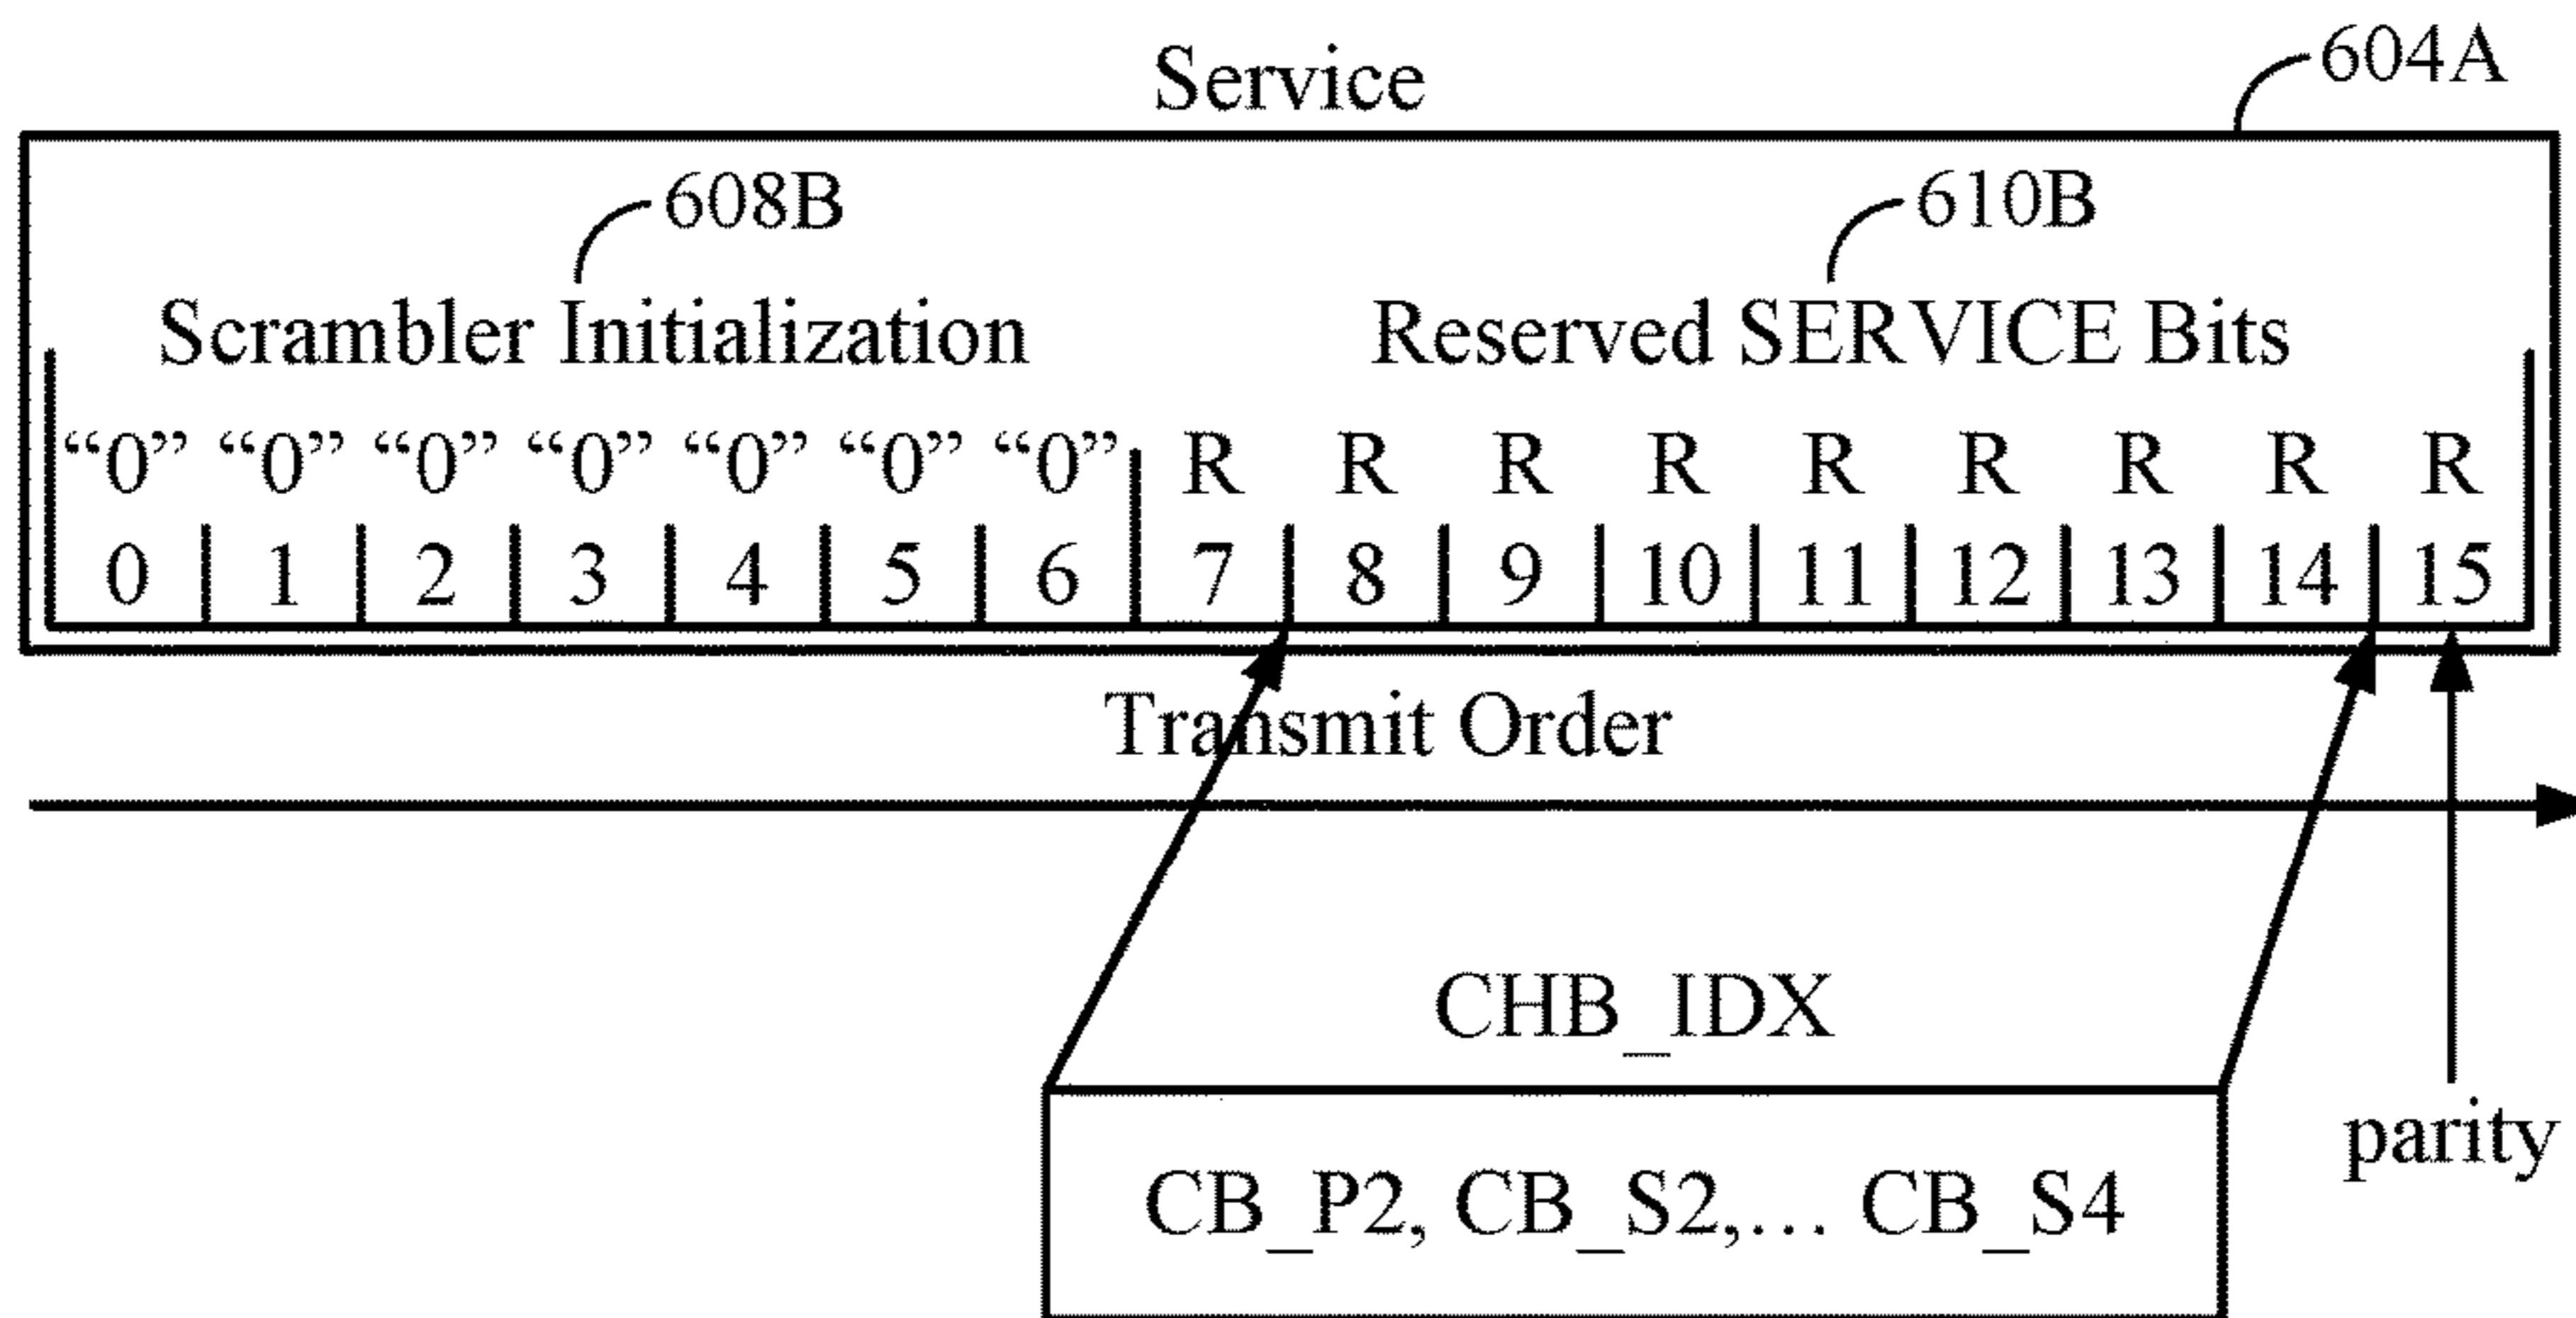 Service
604A
608B
610B
Scrambler Initialization
Reserved SERVICE Bits
“0” “0” “0” “0” “0” “0” “0” R R R R R R R R R
0 1 2 3 4 5 6 7 8 9 10 11 12 13 14 15
Transmit Order
CHB_IDX
CB_P2, CB_S2,… CB_S4
parity